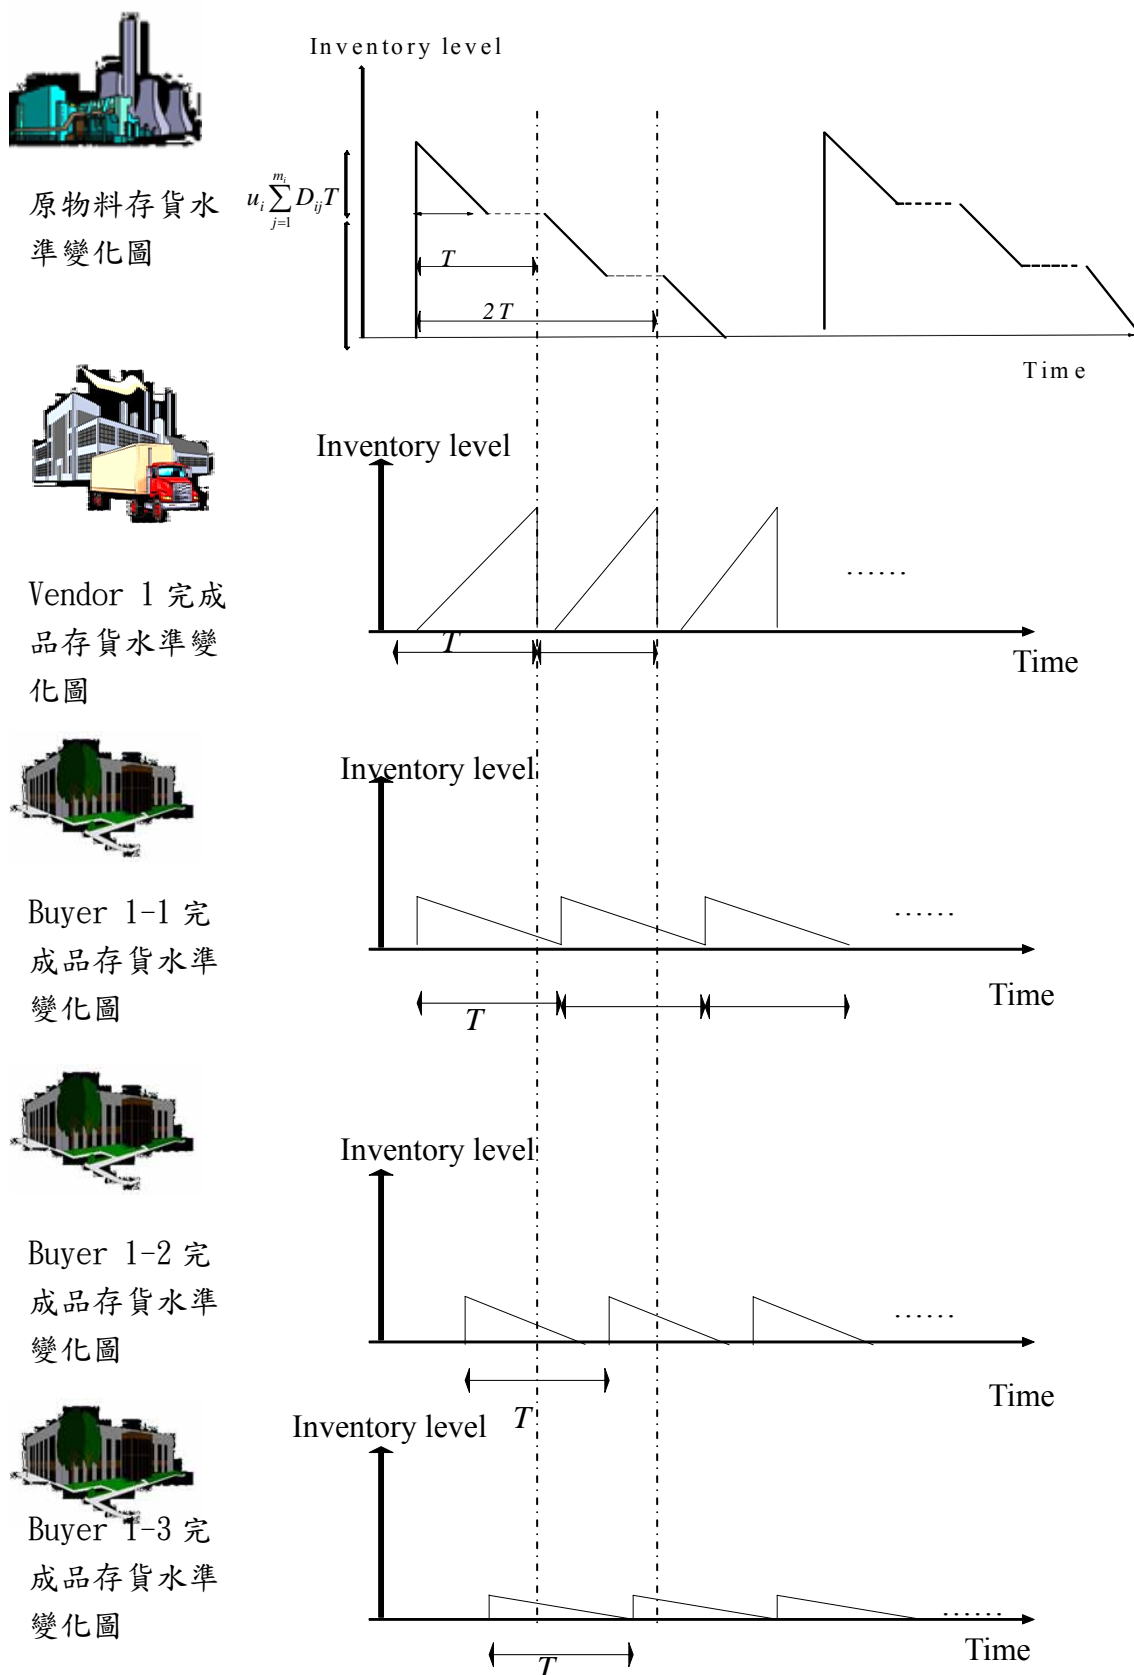 Inventory level
原物料存貨水
準變化圖
u_i \sum_{j=1}^{m_i} D_{ij} T
T
2T
Time
Inventory level
Vendor 1 完成
品存貨水準變
化圖
......
T
Time
Inventory level
Buyer 1-1 完
成品存貨水準
變化圖
......
T
Time
Inventory level
Buyer 1-2 完
成品存貨水準
變化圖
......
T
Time
Inventory level
Buyer 1-3 完
成品存貨水準
變化圖
......
T
Time